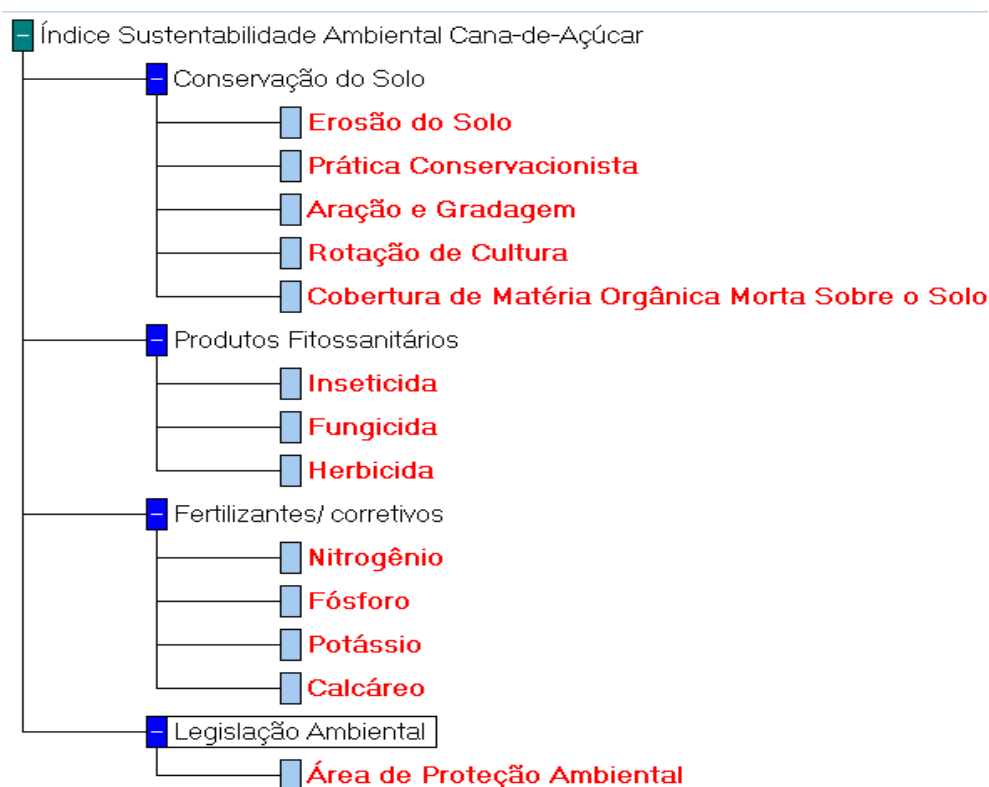 Índice Sustentabilidade Ambiental Cana-de-Açúcar
Conservação do Solo
Erosão do Solo
Prática Conservacionista
Aração e Gradagem
Rotação de Cultura
Cobertura de Matéria Orgânica Morta Sobre o Solo
Produtos Fitossanitários
Inseticida
Fungicida
Herbicida
Fertilizantes/ corretivos
Nitrogênio
Fósforo
Potássio
Calcáreo
Legislação Ambiental
Área de Proteção Ambiental